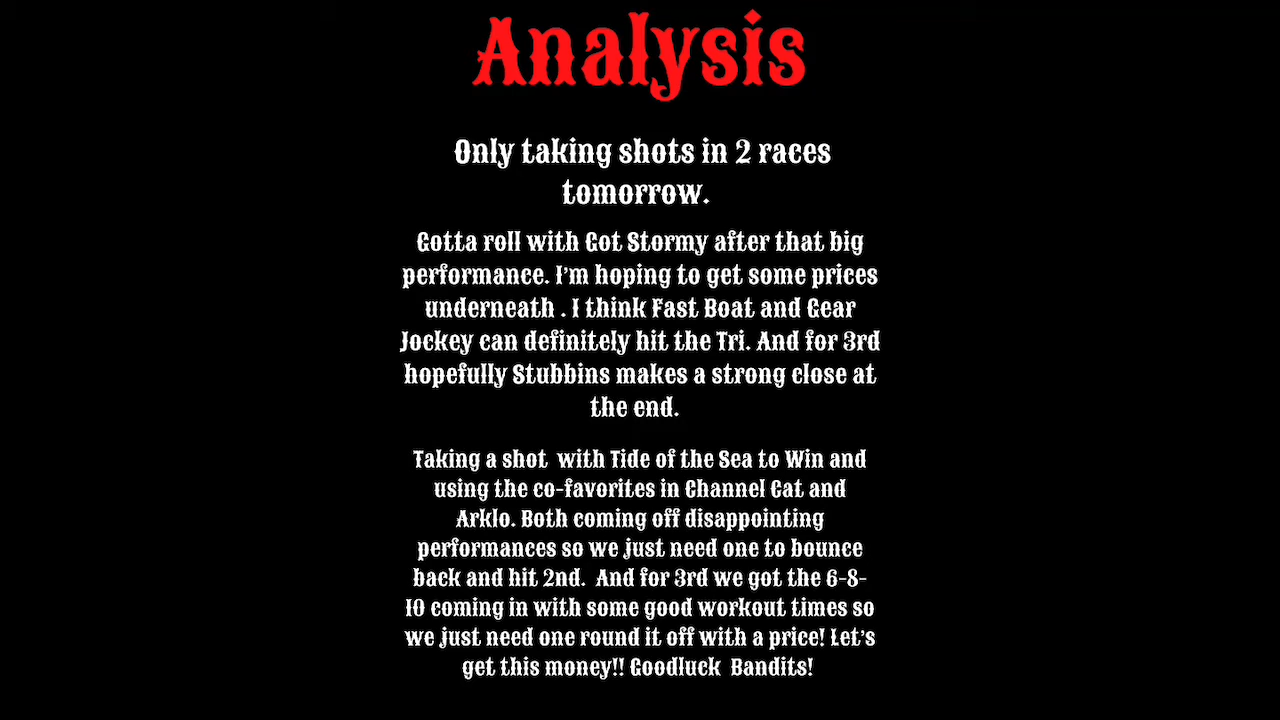 Analysis
Only taking shots in 2 races
tomorrow.
Gotta roll with Got Stormy after that big
performance. I'm hoping to get some prices
underneath . I think Fast Boat and Gear
Jockey can definitely hit the Tri. And for 3rd
hopefully Stubbins makes a strong close at
the end.
Taking a shot  with Tide of the Sea to Win and
using the co-favorites in Channel Cat and
Arklo. Both coming off disappointing
performances so we just need one to bounce
back and hit 2nd.  And for 3rd we got the 6-8-
10 coming in with some good workout times so
we just need one round it off with a price! Let's
get this money!! Goodluck  Bandits!